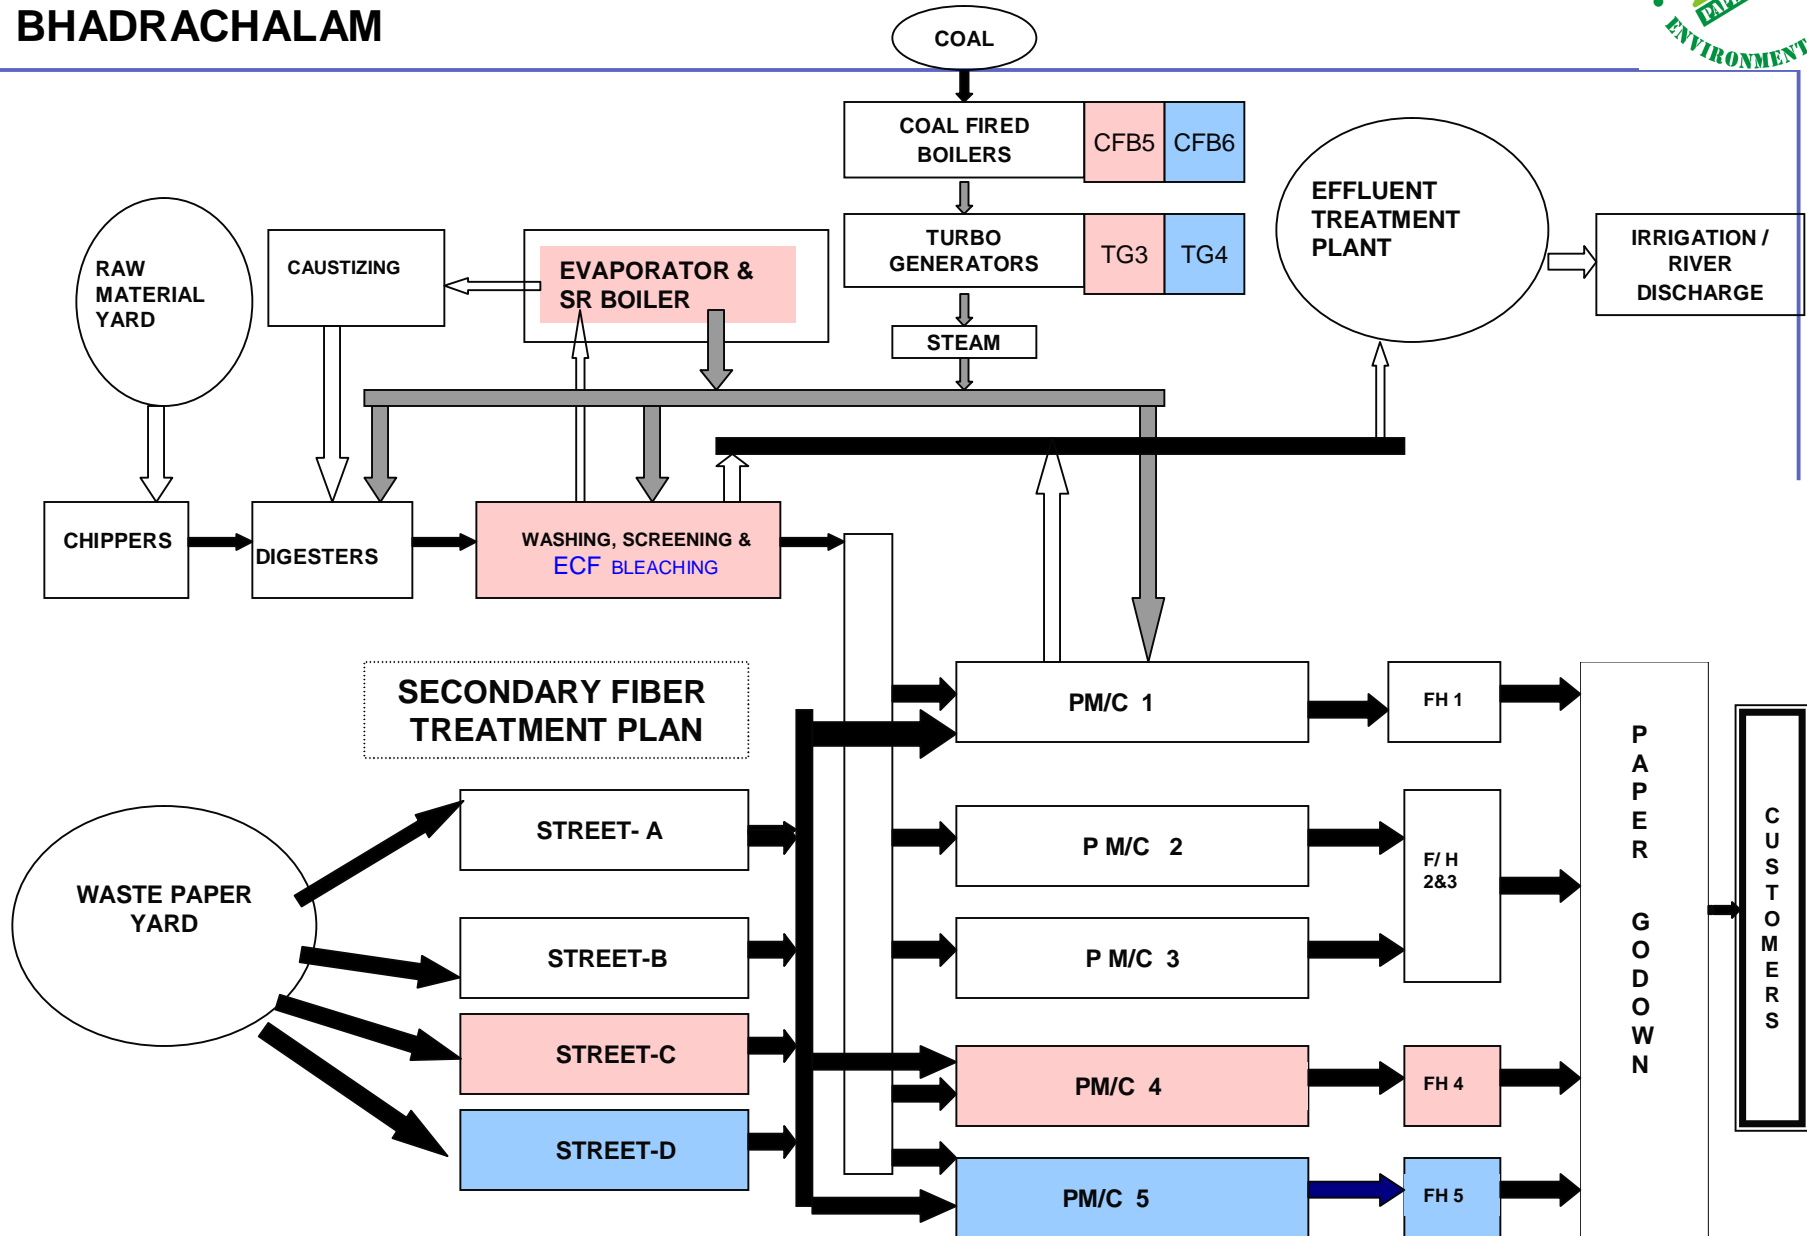 BHADRACHALAM
ENVIRONMENT
COAL
COAL FIRED
BOILERS
CFB5
CFB6
TURBO
GENERATORS
TG3
TG4
STEAM
EFFLUENT
TREATMENT
PLANT
IRRIGATION /
RIVER
DISCHARGE
RAW
MATERIAL
YARD
CAUSTIZING
EVAPORATOR &
SR BOILER
CHIPPERS
DIGESTERS
WASHING, SCREENING &
ECF BLEACHING
SECONDARY FIBER
TREATMENT PLAN
WASTE PAPER
YARD
STREET- A
STREET-B
STREET-C
STREET-D
PM/C 1
P M/C 2
P M/C 3
PM/C 4
PM/C 5
FH 1
F/ H
2&3
FH 4
FH 5
PAPER
GODOWN
CUSTOMERS